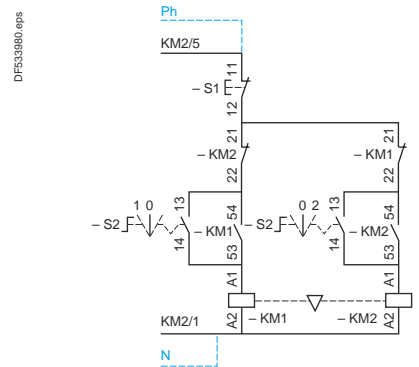 DF533980.eps
Ph
KM2/5
11
– S1
12
21
– KM2
22
21
– KM1
22
1 0
13
– S2
14
54
– KM1
53
0 2
13
– S2
14
54
– KM2
53
A1
A2
– KM1
A1
– KM2
A2
KM2/1
N